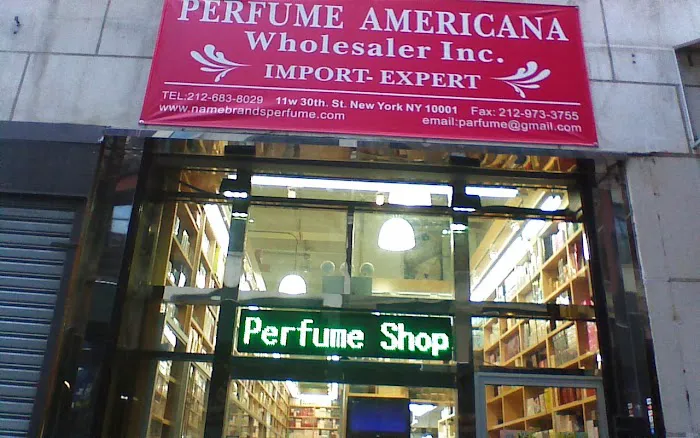 PERFUME AMERICANA
Wholesaler Inc.
IMPORT- EXPERT
TEL:212-683-8029 11w 30th. St. New York NY 10001 Fax: 212-973-3755
www.namebrandsperfume.com email:parfume@gmail.com
Perfume Shop